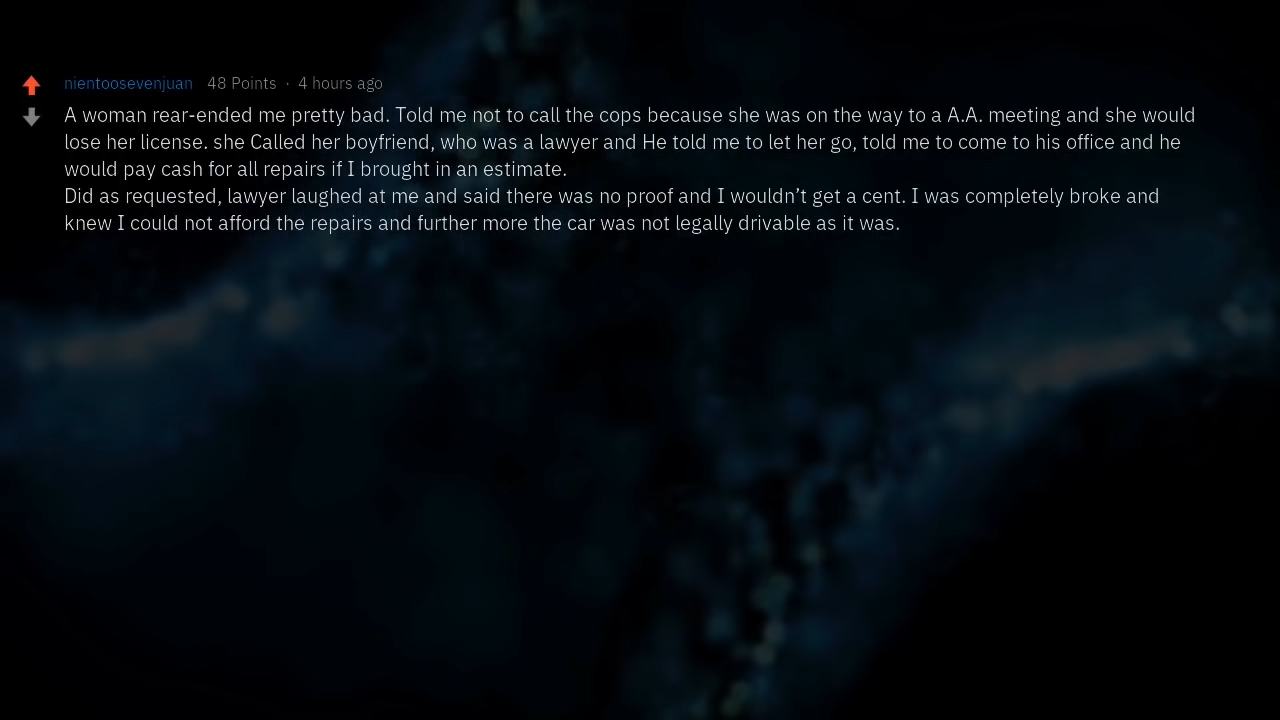 nientoosevenjuan 48 Points · 4 hours ago
A woman rear-ended me pretty bad. Told me not to call the cops because she was on the way to a A.A. meeting and she would
lose her license. she Called her boyfriend, who was a lawyer and He told me to let her go, told me to come to his office and he
would pay cash for all repairs if I brought in an estimate.
Did as requested, lawyer laughed at me and said there was no proof and I wouldn’t get a cent. I was completely broke and
knew I could not afford the repairs and further more the car was not legally drivable as it was.